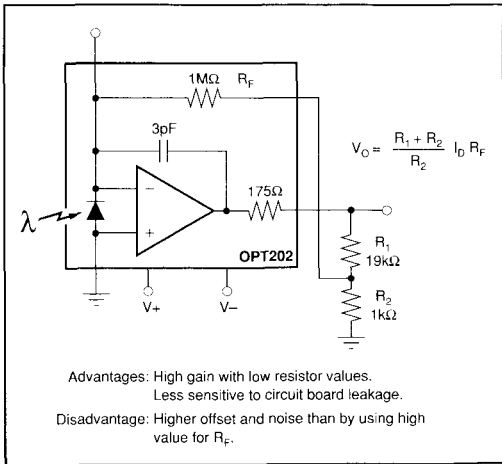 1MΩ R_F
3pF
V_O = (R_1 + R_2) / R_2 I_D R_F
175Ω
λ
−
+
OPT202
R_1
19kΩ
V+ V−
R_2
1kΩ
Advantages: High gain with low resistor values.
Less sensitive to circuit board leakage.
Disadvantage: Higher offset and noise than by using high
value for R_F.